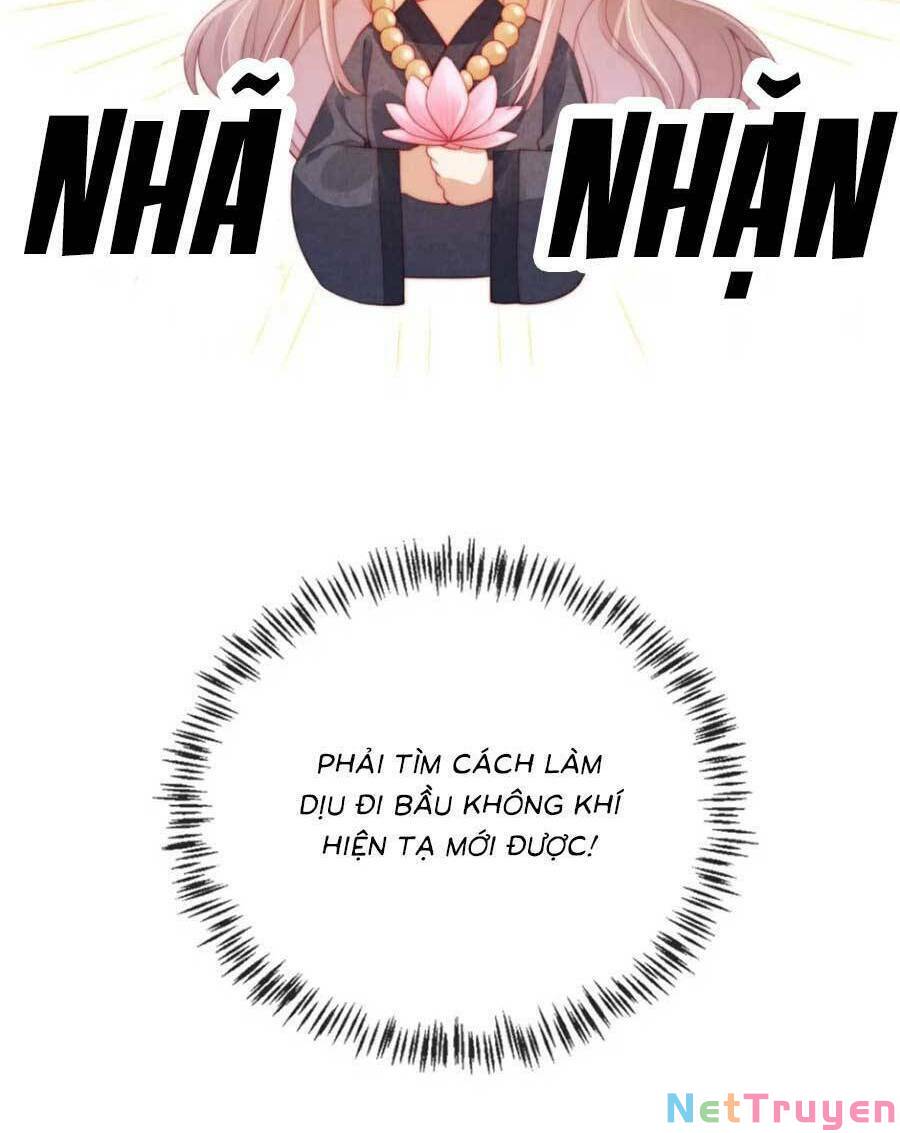 NHÃ NHẶN
PHẢI TÌM CÁCH LÀM
DỊU ĐI BẦU KHÔNG KHÍ
HIỆN TẠ MỚI ĐƯỢC!
NetTruyen